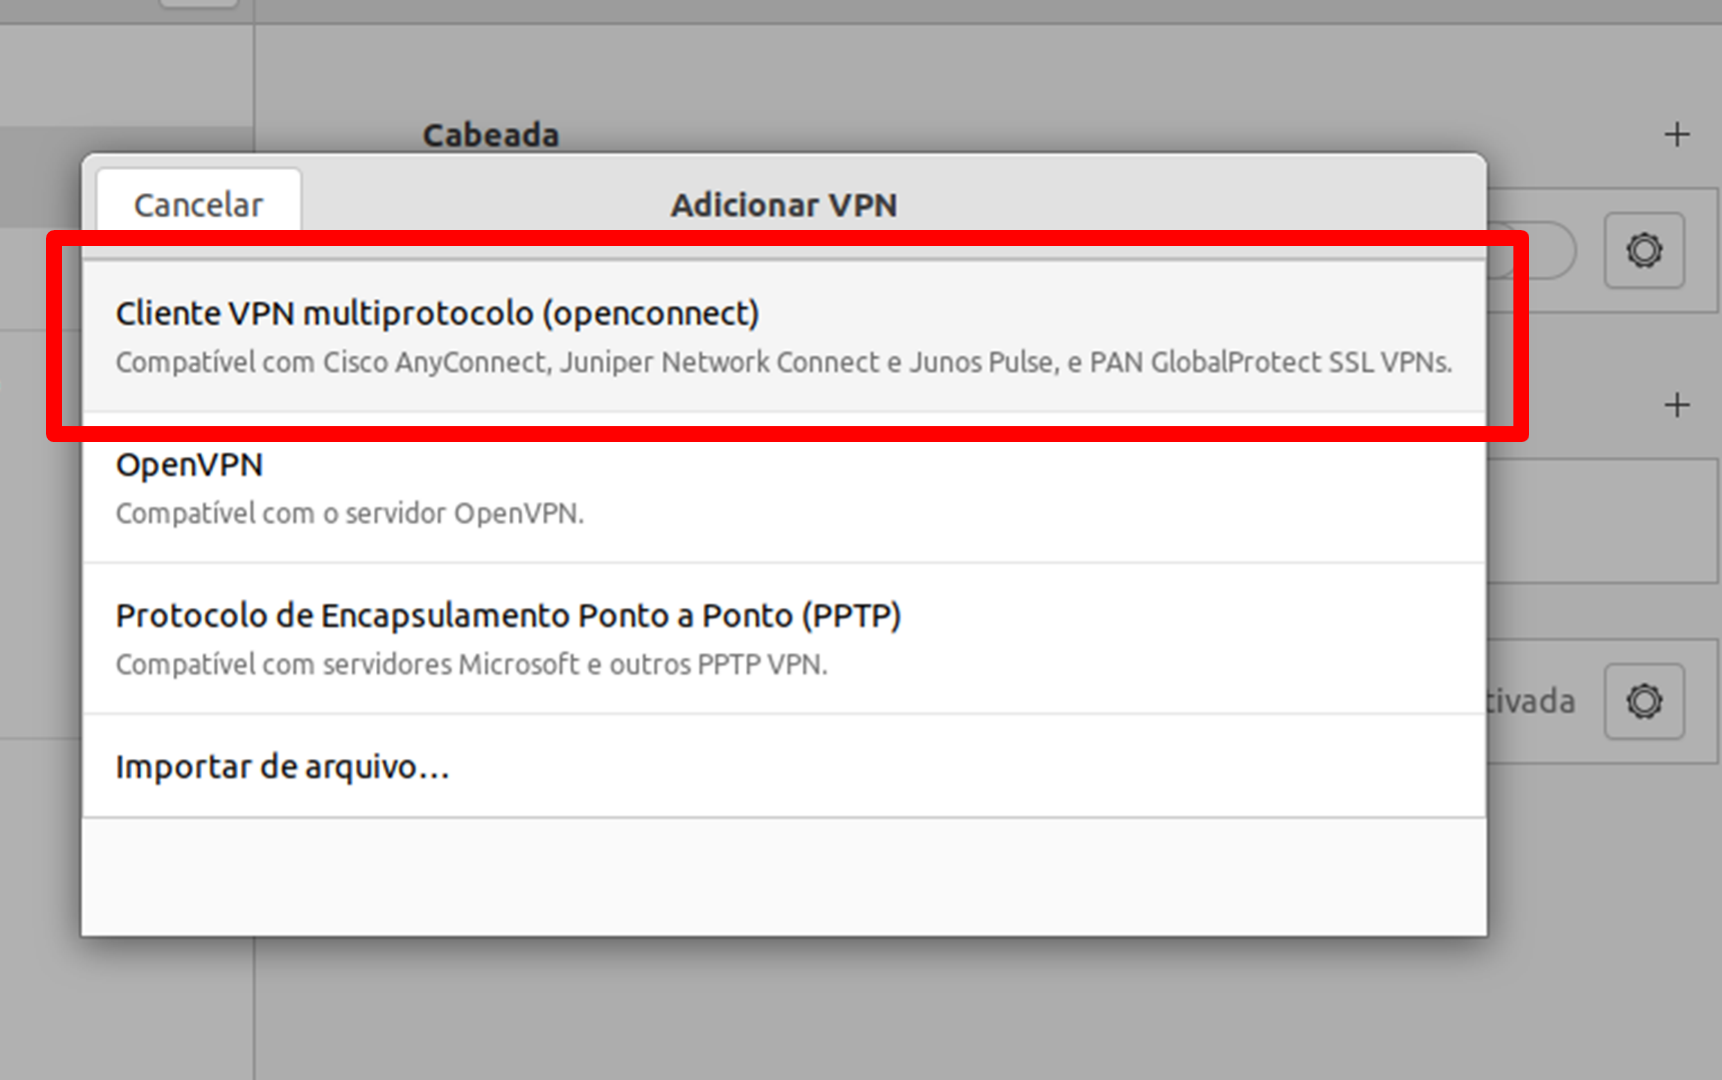 Cabeada
Cancelar
Adicionar VPN
Cliente VPN multiprotocolo (openconnect)
Compatível com Cisco AnyConnect, Juniper Network Connect e Junos Pulse, e PAN GlobalProtect SSL VPNs.
OpenVPN
Compatível com o servidor OpenVPN.
Protocolo de Encapsulamento Ponto a Ponto (PPTP)
Compatível com servidores Microsoft e outros PPTP VPN.
tivada
Importar de arquivo...